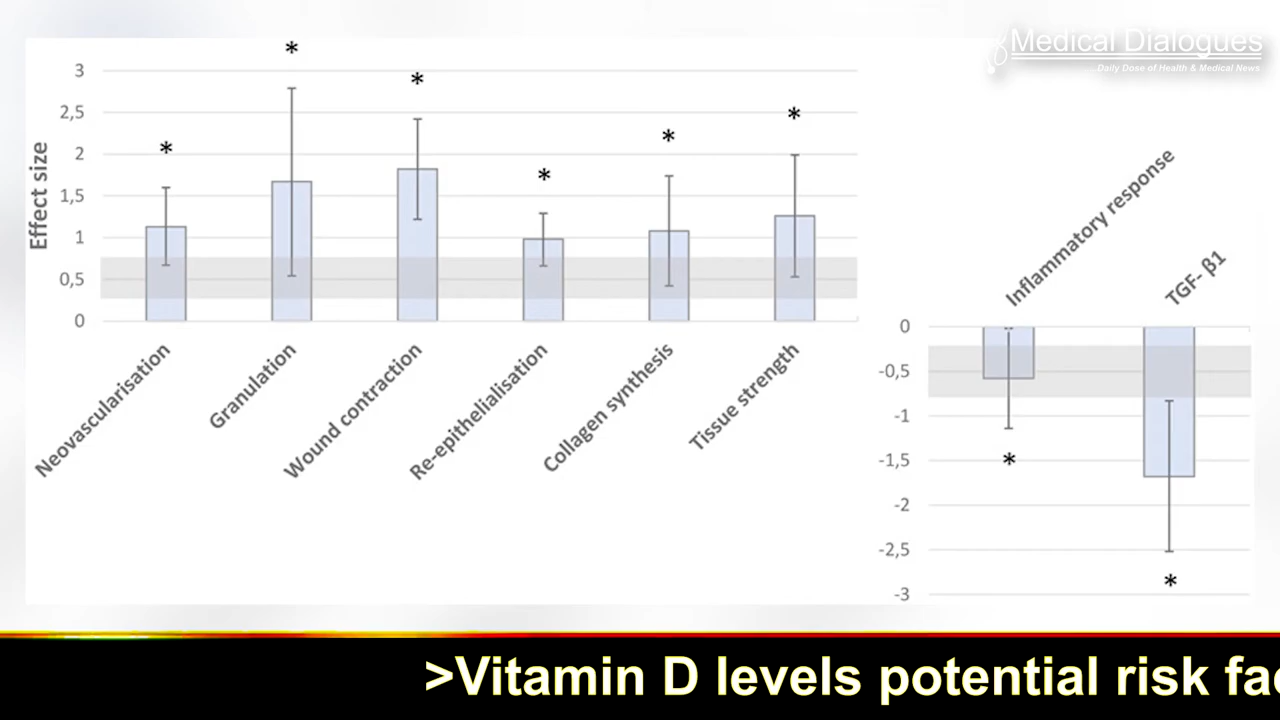 Medical Dialogues
...Daily Dose of Health & Medical News
Effect size
3
2,5
2
1,5
1
0,5
0
*
*
*
*
*
*
Neovascularisation
Granulation
Wound contraction
Re-epithelialisation
Collagen synthesis
Tissue strength
Inflammatory response
TGF- β1
0
-0,5
-1
-1,5
-2
-2,5
-3
*
*
>Vitamin D levels potential risk